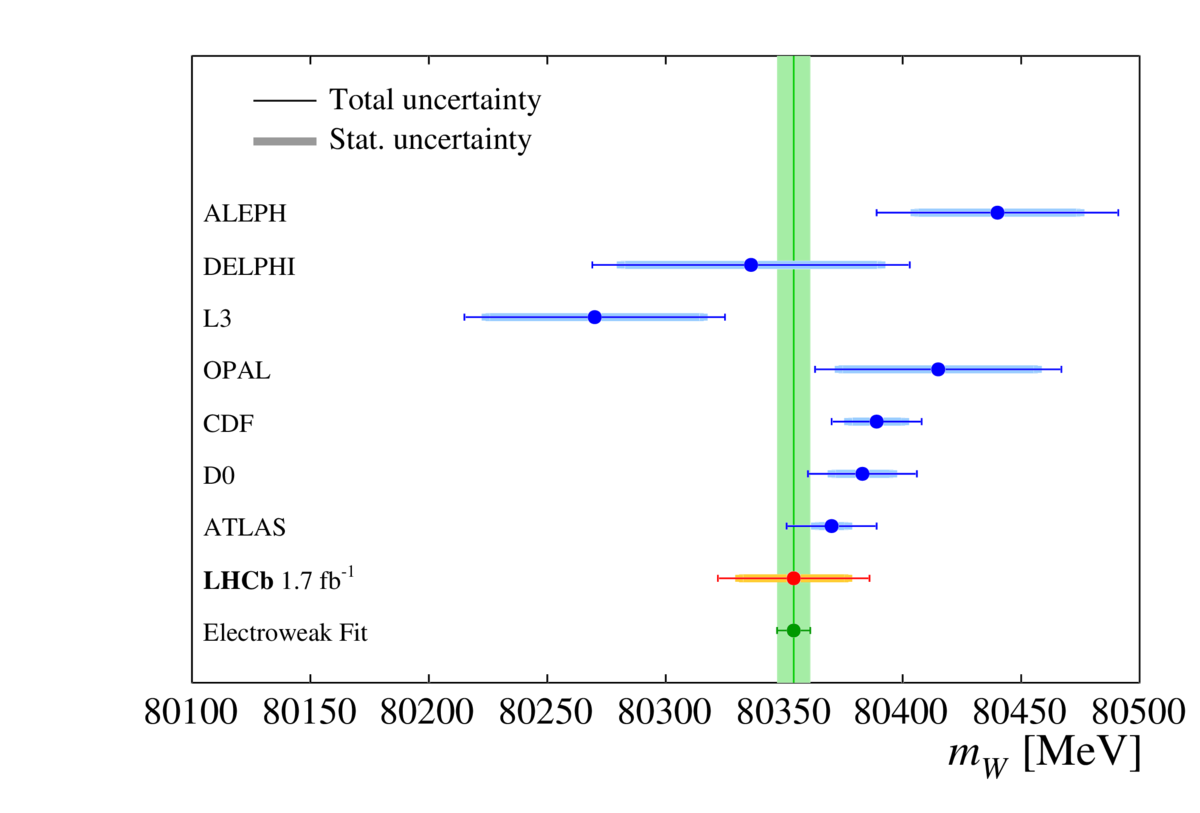 Total uncertainty
Stat. uncertainty
ALEPH
DELPHI
L3
OPAL
CDF
D0
ATLAS
LHCb 1.7 fb⁻¹
Electroweak Fit
80100 80150 80200 80250 80300 80350 80400 80450 80500
m_W [MeV]